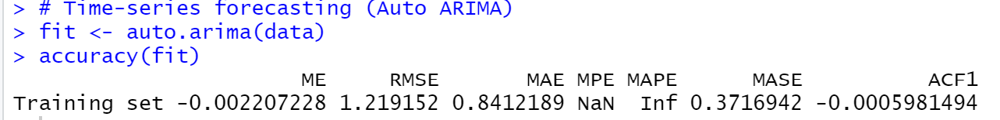 > # Time-series forecasting (Auto ARIMA)
> fit <- auto.arima(data)
> accuracy(fit)
ME RMSE MAE MPE MAPE MASE ACF1
Training set -0.002207228 1.219152 0.8412189 NaN Inf 0.3716942 -0.0005981494